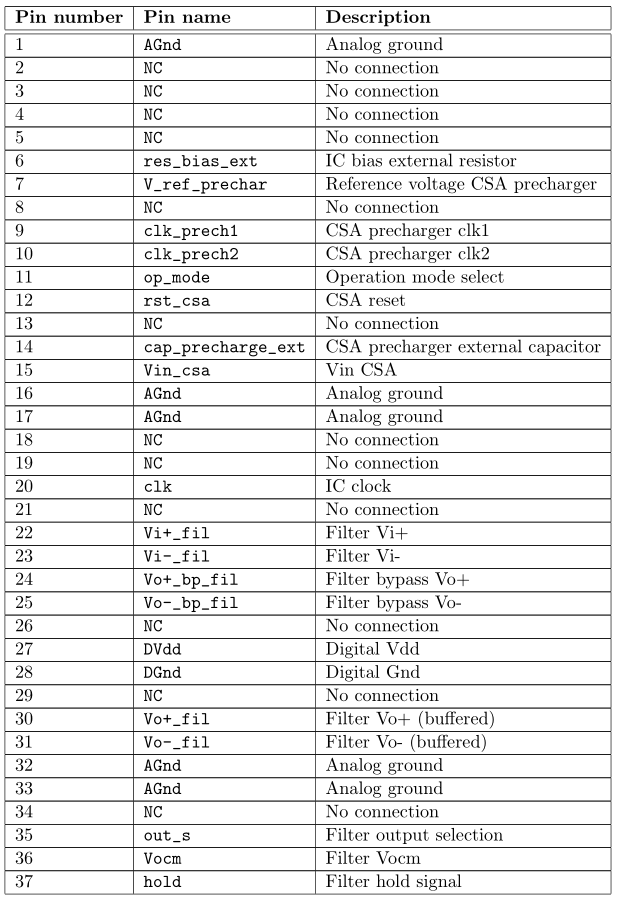 Pin number Pin name Description
1 AGnd Analog ground
2 NC No connection
3 NC No connection
4 NC No connection
5 NC No connection
6 res_bias_ext IC bias external resistor
7 V_ref_prechar Reference voltage CSA precharger
8 NC No connection
9 clk_prech1 CSA precharger clk1
10 clk_prech2 CSA precharger clk2
11 op_mode Operation mode select
12 rst_csa CSA reset
13 NC No connection
14 cap_precharge_ext CSA precharger external capacitor
15 Vin_csa Vin CSA
16 AGnd Analog ground
17 AGnd Analog ground
18 NC No connection
19 NC No connection
20 clk IC clock
21 NC No connection
22 Vi+_fil Filter Vi+
23 Vi-_fil Filter Vi-
24 Vo+_bp_fil Filter bypass Vo+
25 Vo-_bp_fil Filter bypass Vo-
26 NC No connection
27 DVdd Digital Vdd
28 DGnd Digital Gnd
29 NC No connection
30 Vo+_fil Filter Vo+ (buffered)
31 Vo-_fil Filter Vo- (buffered)
32 AGnd Analog ground
33 AGnd Analog ground
34 NC No connection
35 out_s Filter output selection
36 Vocm Filter Vocm
37 hold Filter hold signal